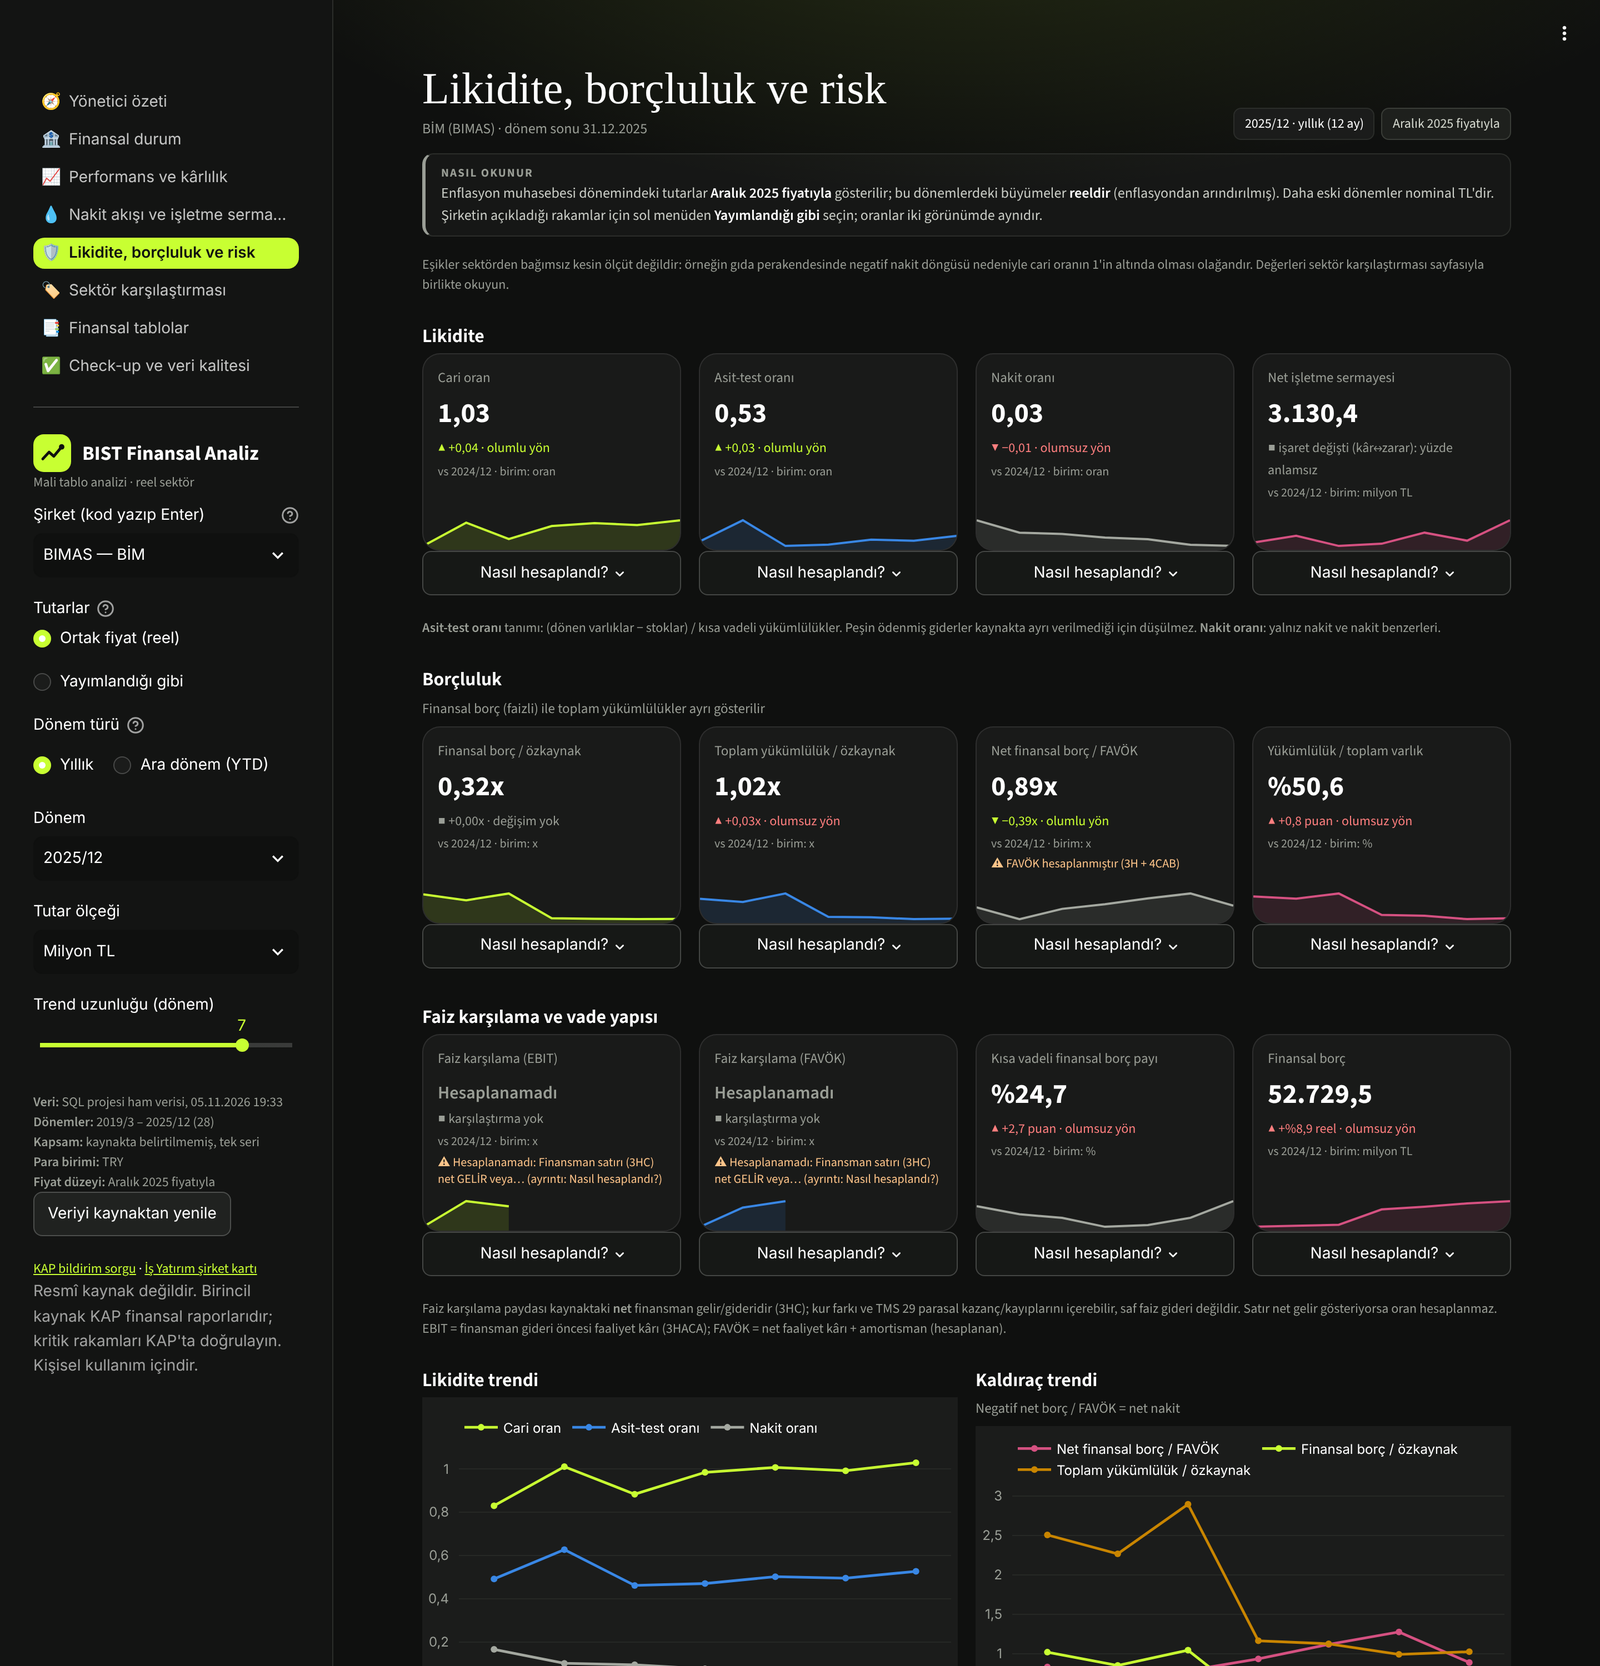 Yönetici özeti
Finansal durum
Performans ve kârlılık
Nakit akışı ve işletme serma...
Likidite, borçluluk ve risk
Sektör karşılaştırması
Finansal tablolar
Check-up ve veri kalitesi
BIST Finansal Analiz
Mali tablo analizi · reel sektör
Şirket (kod yazıp Enter)
BIMAS — BİM
Tutarlar
Ortak fiyat (reel)
Yayımlandığı gibi
Dönem türü
Yıllık
Ara dönem (YTD)
Dönem
2025/12
Tutar ölçeği
Milyon TL
Trend uzunluğu (dönem)
7
Veri: SQL projesi ham verisi, 05.11.2026 19:33
Dönemler: 2019/3 – 2025/12 (28)
Kapsam: kaynakta belirtilmemiş, tek seri
Para birimi: TRY
Fiyat düzeyi: Aralık 2025 fiyatıyla
Veriyi kaynaktan yenile
KAP bildirim sorgu · İş Yatırım şirket kartı
Resmî kaynak değildir. Birincil
kaynak KAP finansal raporlarıdır;
kritik rakamları KAP'ta doğrulayın.
Kişisel kullanım içindir.
Likidite, borçluluk ve risk
BİM (BIMAS) · dönem sonu 31.12.2025
2025/12 · yıllık (12 ay)
Aralık 2025 fiyatıyla
NASIL OKUNUR
Enflasyon muhasebesi dönemindeki tutarlar Aralık 2025 fiyatıyla gösterilir; bu dönemlerdeki büyümeler reeldir (enflasyondan arındırılmış). Daha eski dönemler nominal TL'dir.
Şirketin açıkladığı rakamlar için sol menüden Yayımlandığı gibi seçin; oranlar iki görünümde aynıdır.
Eşikler sektörden bağımsız kesin ölçüt değildir: örneğin gıda perakendesinde negatif nakit döngüsü nedeniyle cari oranın 1'in altında olması olağandır. Değerleri sektör karşılaştırması sayfasıyla
birlikte okuyun.
Likidite
Cari oran
1,03
▲ +0,04 · olumlu yön
vs 2024/12 · birim: oran
Nasıl hesaplandı?
Asit-test oranı
0,53
▲ +0,03 · olumlu yön
vs 2024/12 · birim: oran
Nasıl hesaplandı?
Nakit oranı
0,03
▼ −0,01 · olumsuz yön
vs 2024/12 · birim: oran
Nasıl hesaplandı?
Net işletme sermayesi
3.130,4
■ işaret değişti (kâr↔zarar): yüzde
anlamsız
vs 2024/12 · birim: milyon TL
Nasıl hesaplandı?
Asit-test oranı tanımı: (dönen varlıklar − stoklar) / kısa vadeli yükümlülükler. Peşin ödenmiş giderler kaynakta ayrı verilmediği için düşülmez. Nakit oranı: yalnız nakit ve nakit benzerleri.
Borçluluk
Finansal borç (faizli) ile toplam yükümlülükler ayrı gösterilir
Finansal borç / özkaynak
0,32x
■ +0,00x · değişim yok
vs 2024/12 · birim: x
Nasıl hesaplandı?
Toplam yükümlülük / özkaynak
1,02x
▲ +0,03x · olumsuz yön
vs 2024/12 · birim: x
Nasıl hesaplandı?
Net finansal borç / FAVÖK
0,89x
▼ −0,39x · olumlu yön
vs 2024/12 · birim: x
⚠ FAVÖK hesaplanmıştır (3H + 4CAB)
Nasıl hesaplandı?
Yükümlülük / toplam varlık
%50,6
▲ +0,8 puan · olumsuz yön
vs 2024/12 · birim: %
Nasıl hesaplandı?
Faiz karşılama ve vade yapısı
Faiz karşılama (EBIT)
Hesaplanamadı
■ karşılaştırma yok
vs 2024/12 · birim: x
⚠ Hesaplanamadı: Finansman satırı (3HC)
net GELİR veya… (ayrıntı: Nasıl hesaplandı?)
Nasıl hesaplandı?
Faiz karşılama (FAVÖK)
Hesaplanamadı
■ karşılaştırma yok
vs 2024/12 · birim: x
⚠ Hesaplanamadı: Finansman satırı (3HC)
net GELİR veya… (ayrıntı: Nasıl hesaplandı?)
Nasıl hesaplandı?
Kısa vadeli finansal borç payı
%24,7
▲ +2,7 puan · olumsuz yön
vs 2024/12 · birim: %
Nasıl hesaplandı?
Finansal borç
52.729,5
▲ +%8,9 reel · olumsuz yön
vs 2024/12 · birim: milyon TL
Nasıl hesaplandı?
Faiz karşılama paydası kaynaktaki net finansman gelir/gideridir (3HC); kur farkı ve TMS 29 parasal kazanç/kayıplarını içerebilir, saf faiz gideri değildir. Satır net gelir gösteriyorsa oran hesaplanmaz.
EBIT = finansman gideri öncesi faaliyet kârı (3HACA); FAVÖK = net faaliyet kârı + amortisman (hesaplanan).
Likidite trendi
Cari oran
Asit-test oranı
Nakit oranı
1
0,8
0,6
0,4
0,2
Kaldıraç trendi
Negatif net borç / FAVÖK = net nakit
Net finansal borç / FAVÖK
Finansal borç / özkaynak
Toplam yükümlülük / özkaynak
3
2,5
2
1,5
1